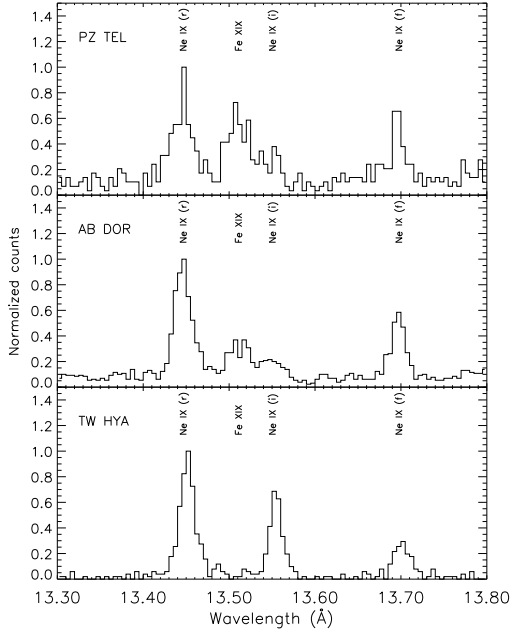 PZ TEL
Ne IX (r)
Fe XIX
Ne IX (i)
Ne IX (f)
1.4
1.2
1.0
0.8
0.6
0.4
0.2
0.0
AB DOR
Ne IX (r)
Fe XIX
Ne IX (i)
Ne IX (f)
1.4
1.2
1.0
0.8
0.6
0.4
0.2
0.0
Normalized counts
TW HYA
Ne IX (r)
Fe XIX
Ne IX (i)
Ne IX (f)
1.4
1.2
1.0
0.8
0.6
0.4
0.2
0.0
13.30 13.40 13.50 13.60 13.70 13.80
Wavelength (Å)